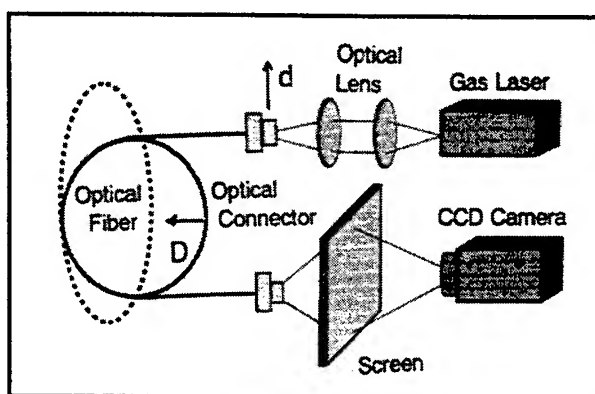 Optical
Lens
d
Gas Laser
Optical
Fiber
Optical
Connector
D
CCD Camera
Screen